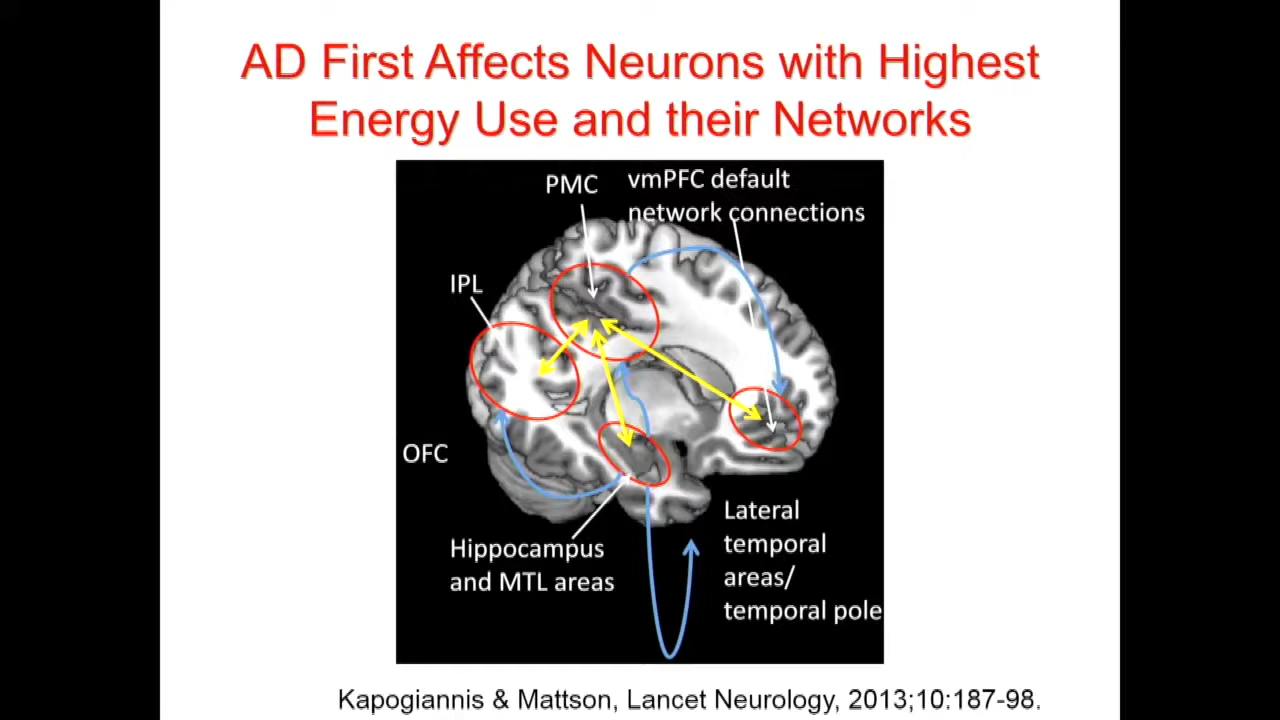 AD First Affects Neurons with Highest
Energy Use and their Networks
PMC
vmPFC default
network connections
IPL
OFC
Hippocampus
and MTL areas
Lateral
temporal
areas/
temporal pole
Kapogiannis & Mattson, Lancet Neurology, 2013;10:187-98.